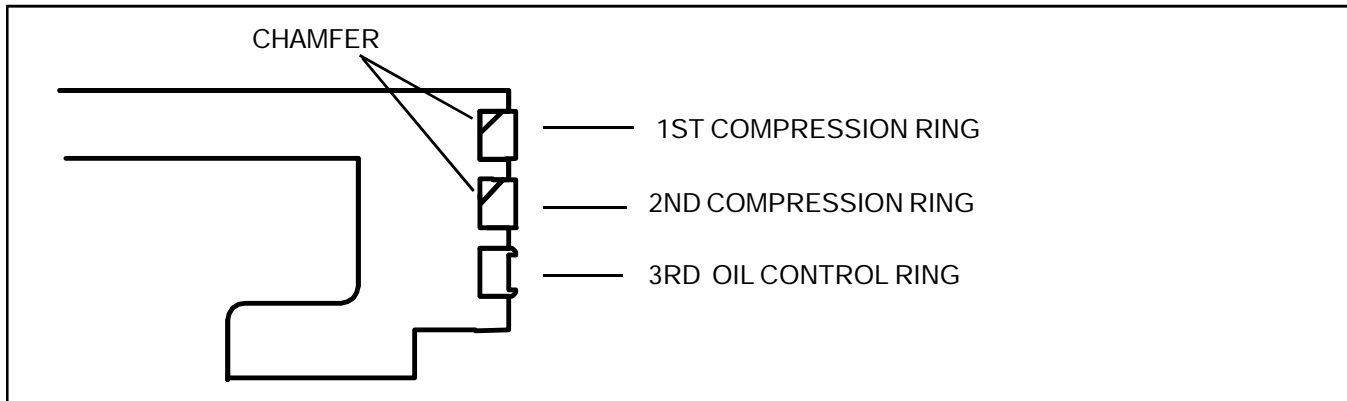 CHAMFER
1ST COMPRESSION RING
2ND COMPRESSION RING
3RD OIL CONTROL RING